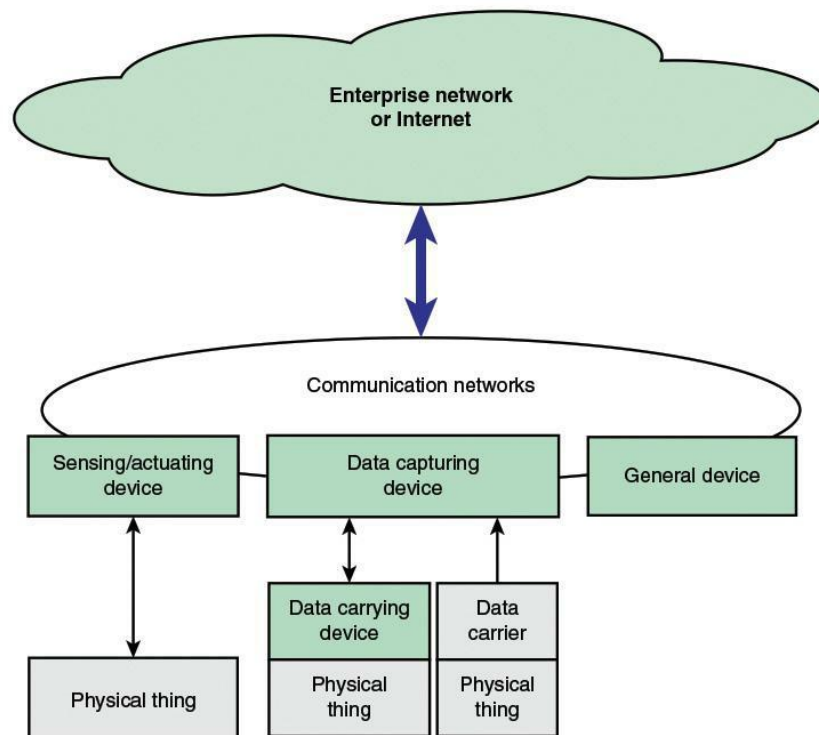 Enterprise network
or Internet
Communication networks
Sensing/actuating
device
Data capturing
device
General device
Data carrying
device
Data
carrier
Physical thing
Physical
thing
Physical
thing